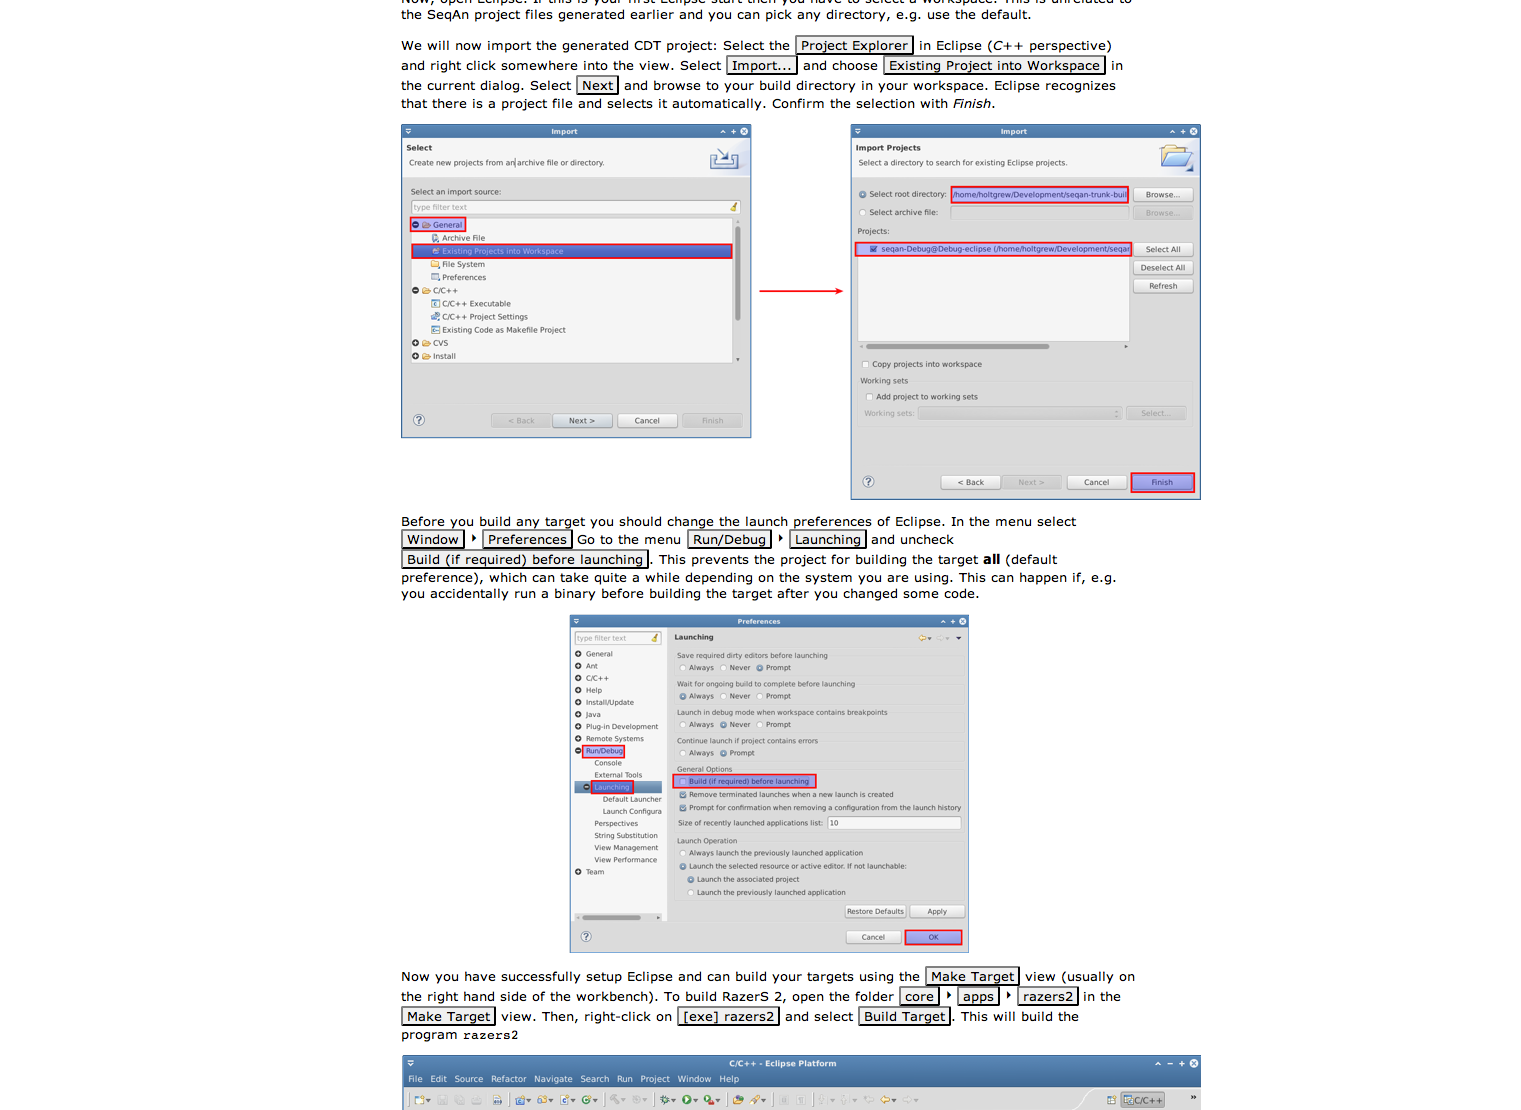 Now, open Eclipse. If this is your first Eclipse start then you have to select a workspace. This is unrelated to
the SeqAn project files generated earlier and you can pick any directory, e.g. use the default.
We will now import the generated CDT project: Select the Project Explorer in Eclipse (C++ perspective)
and right click somewhere into the view. Select Import... and choose Existing Project into Workspace in
the current dialog. Select Next and browse to your build directory in your workspace. Eclipse recognizes
that there is a project file and selects it automatically. Confirm the selection with Finish.
Import
Select
Create new projects from an archive file or directory.
Select an import source:
type filter text
General
Archive File
Existing Projects into Workspace
File System
Preferences
C/C++
C/C++ Executable
C/C++ Project Settings
Existing Code as Makefile Project
CVS
Install
< Back Next > Cancel Finish
Import
Import Projects
Select a directory to search for existing Eclipse projects.
Select root directory: /home/holtgrew/Development/seqan-trunk-buil Browse...
Select archive file: Browse...
Projects:
seqan-Debug@Debug-eclipse (/home/holtgrew/Development/seqan Select All
Deselect All
Refresh
Copy projects into workspace
Working sets
Add project to working sets
Working sets: Select...
< Back Next > Cancel Finish
Before you build any target you should change the launch preferences of Eclipse. In the menu select
Window Preferences Go to the menu Run/Debug Launching and uncheck
Build (if required) before launching. This prevents the project for building the target all (default
preference), which can take quite a while depending on the system you are using. This can happen if, e.g.
you accidentally run a binary before building the target after you changed some code.
Preferences
type filter text
General
Ant
C/C++
Help
Install/Update
Java
Plug-in Development
Remote Systems
Run/Debug
Console
External Tools
Launching
Default Launcher
Launch Configura
Perspectives
String Substitution
View Management
View Performance
Team
Launching
Save required dirty editors before launching
Always Never Prompt
Wait for ongoing build to complete before launching
Always Never Prompt
Launch in debug mode when workspace contains breakpoints
Always Never Prompt
Continue launch if project contains errors
Always Prompt
General Options
Build (if required) before launching
Remove terminated launches when a new launch is created
Prompt for confirmation when removing a configuration from the launch history
Size of recently launched applications list: 10
Launch Operation
Always launch the previously launched application
Launch the selected resource or active editor. If not launchable:
Launch the associated project
Launch the previously launched application
Restore Defaults Apply
Cancel OK
Now you have successfully setup Eclipse and can build your targets using the Make Target view (usually on
the right hand side of the workbench). To build RazerS 2, open the folder core apps razers2 in the
Make Target view. Then, right-click on [exe] razers2 and select Build Target. This will build the
program razers2
C/C++ - Eclipse Platform
File Edit Source Refactor Navigate Search Run Project Window Help
C/C++